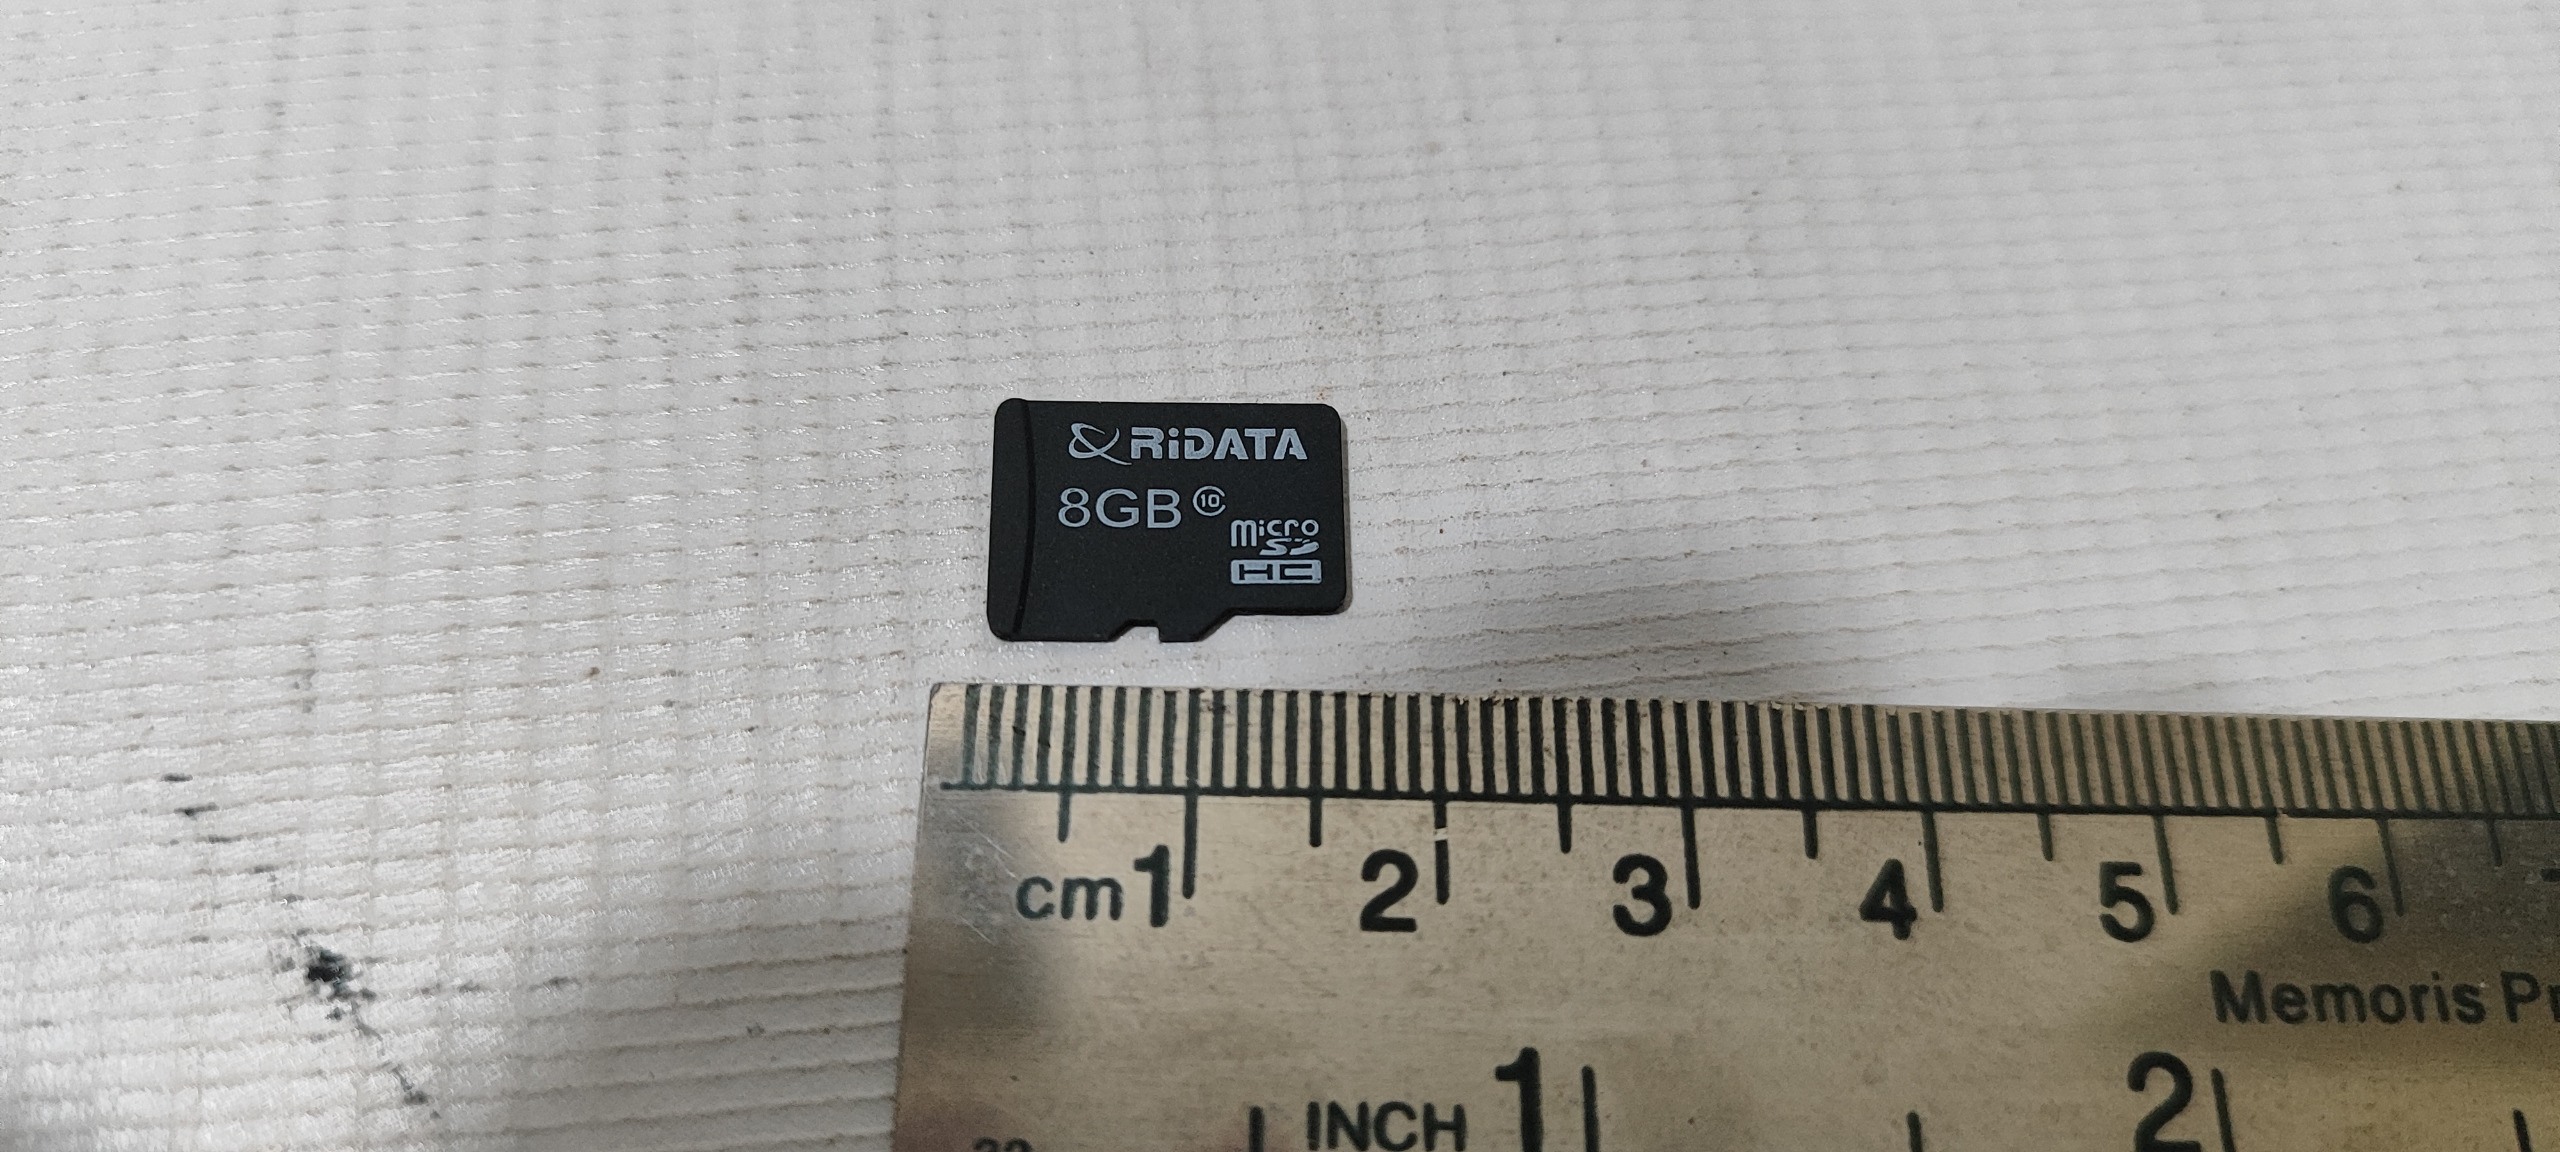 RiDATA
8GB 10
micro
SD
HC
cm 1 2 3 4 5 6
Memoris
INCH 1 2